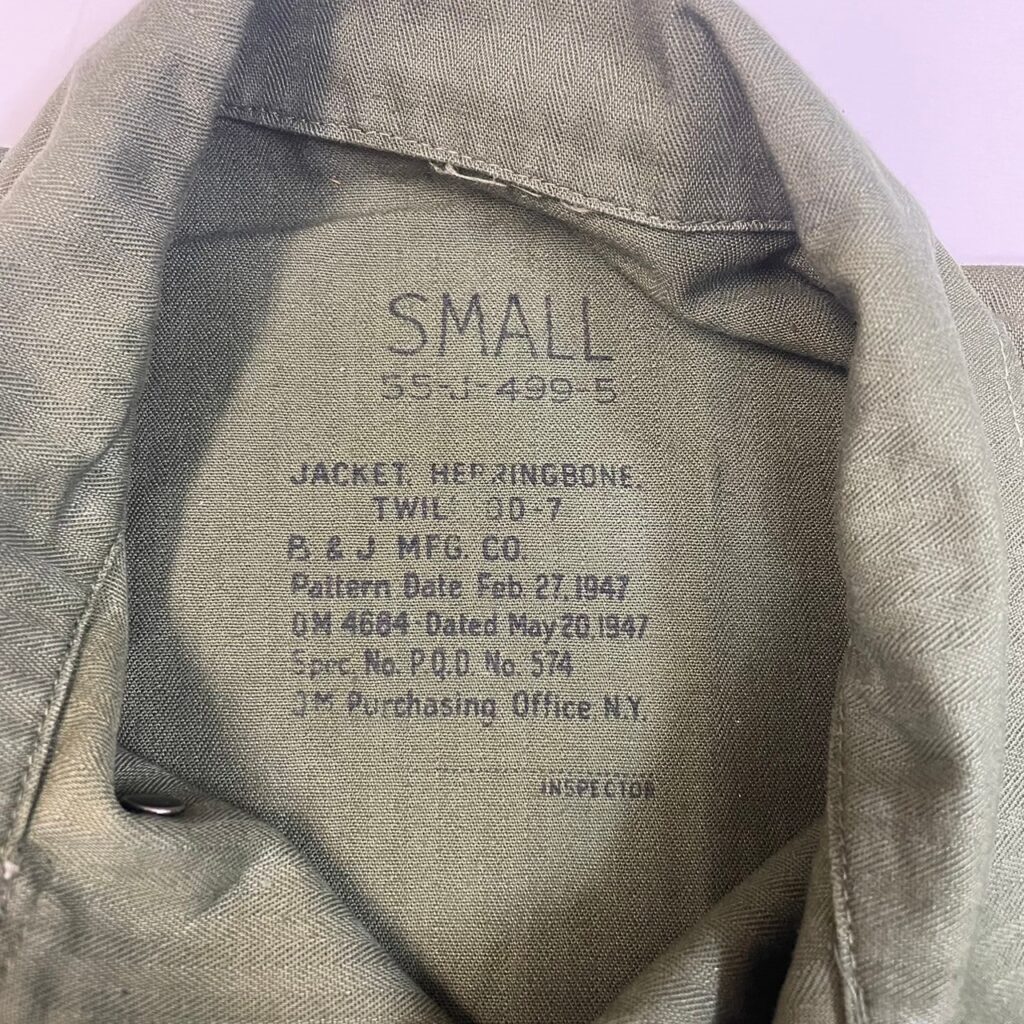 SMALL
55-J-499-5
JACKET, HERRINGBONE,
TWILL OD-7
B & J MFG. CO.
Pattern Date Feb 27, 1947
QM 4684 Dated May 20, 1947
Spec. No. P.Q.D. No. 574
QM Purchasing Office N.Y.
INSPECTOR